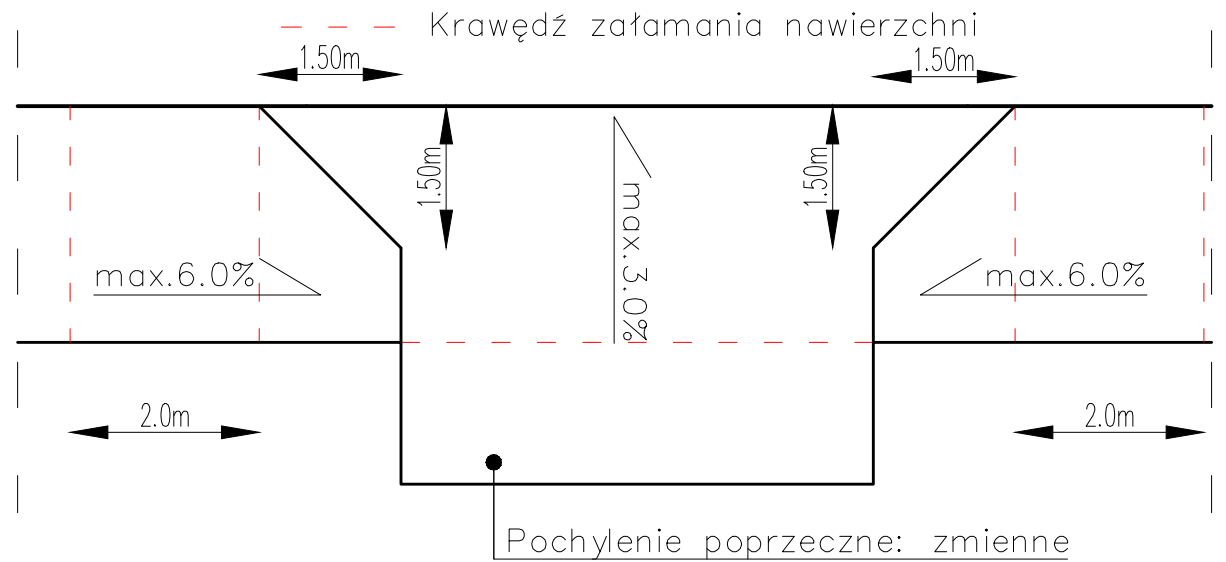 Krawędź załamania nawierzchni
1.50m
1.50m
1.50m
1.50m
max.3.0%
max.6.0%
max.6.0%
2.0m
2.0m
Pochylenie poprzeczne: zmienne